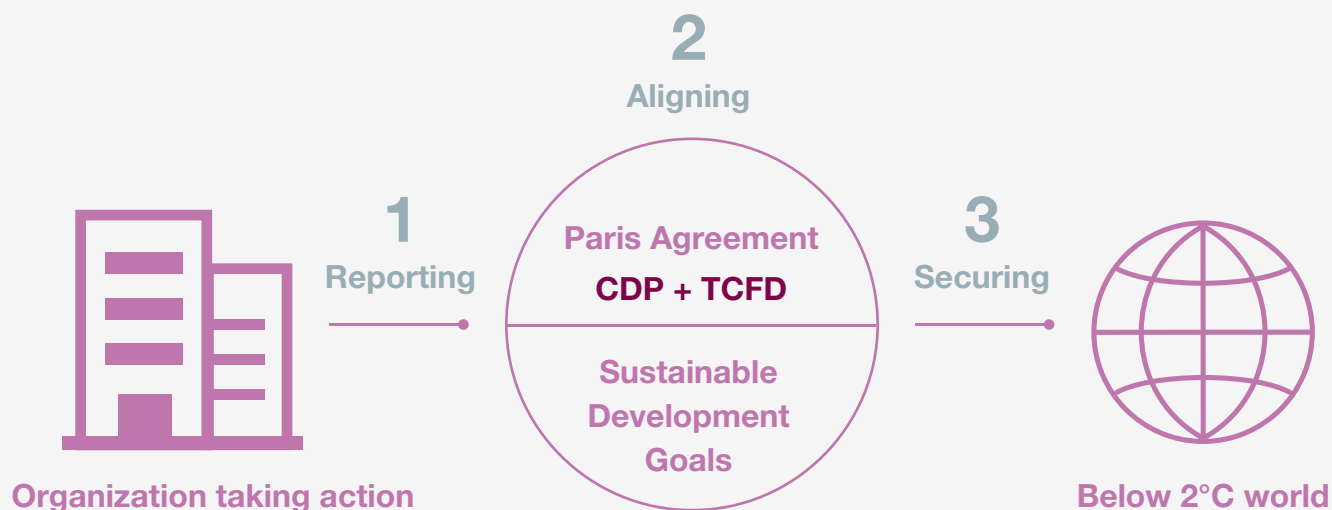 2
Aligning
1
Reporting
Paris Agreement
CDP + TCFD
Sustainable
Development
Goals
3
Securing
Organization taking action
Below 2°C world